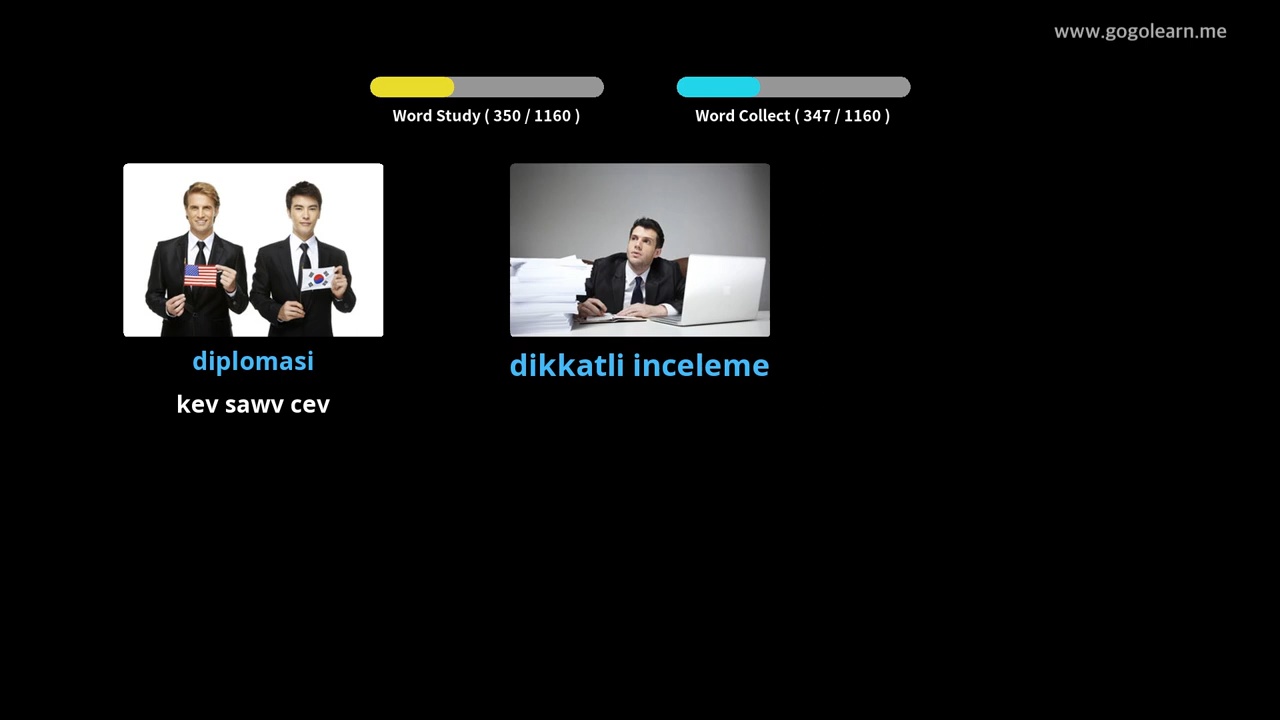 www.gogolearn.me
Word Study ( 350 / 1160 )
Word Collect ( 347 / 1160 )
diplomasi
kev sawv cev
dikkatli inceleme